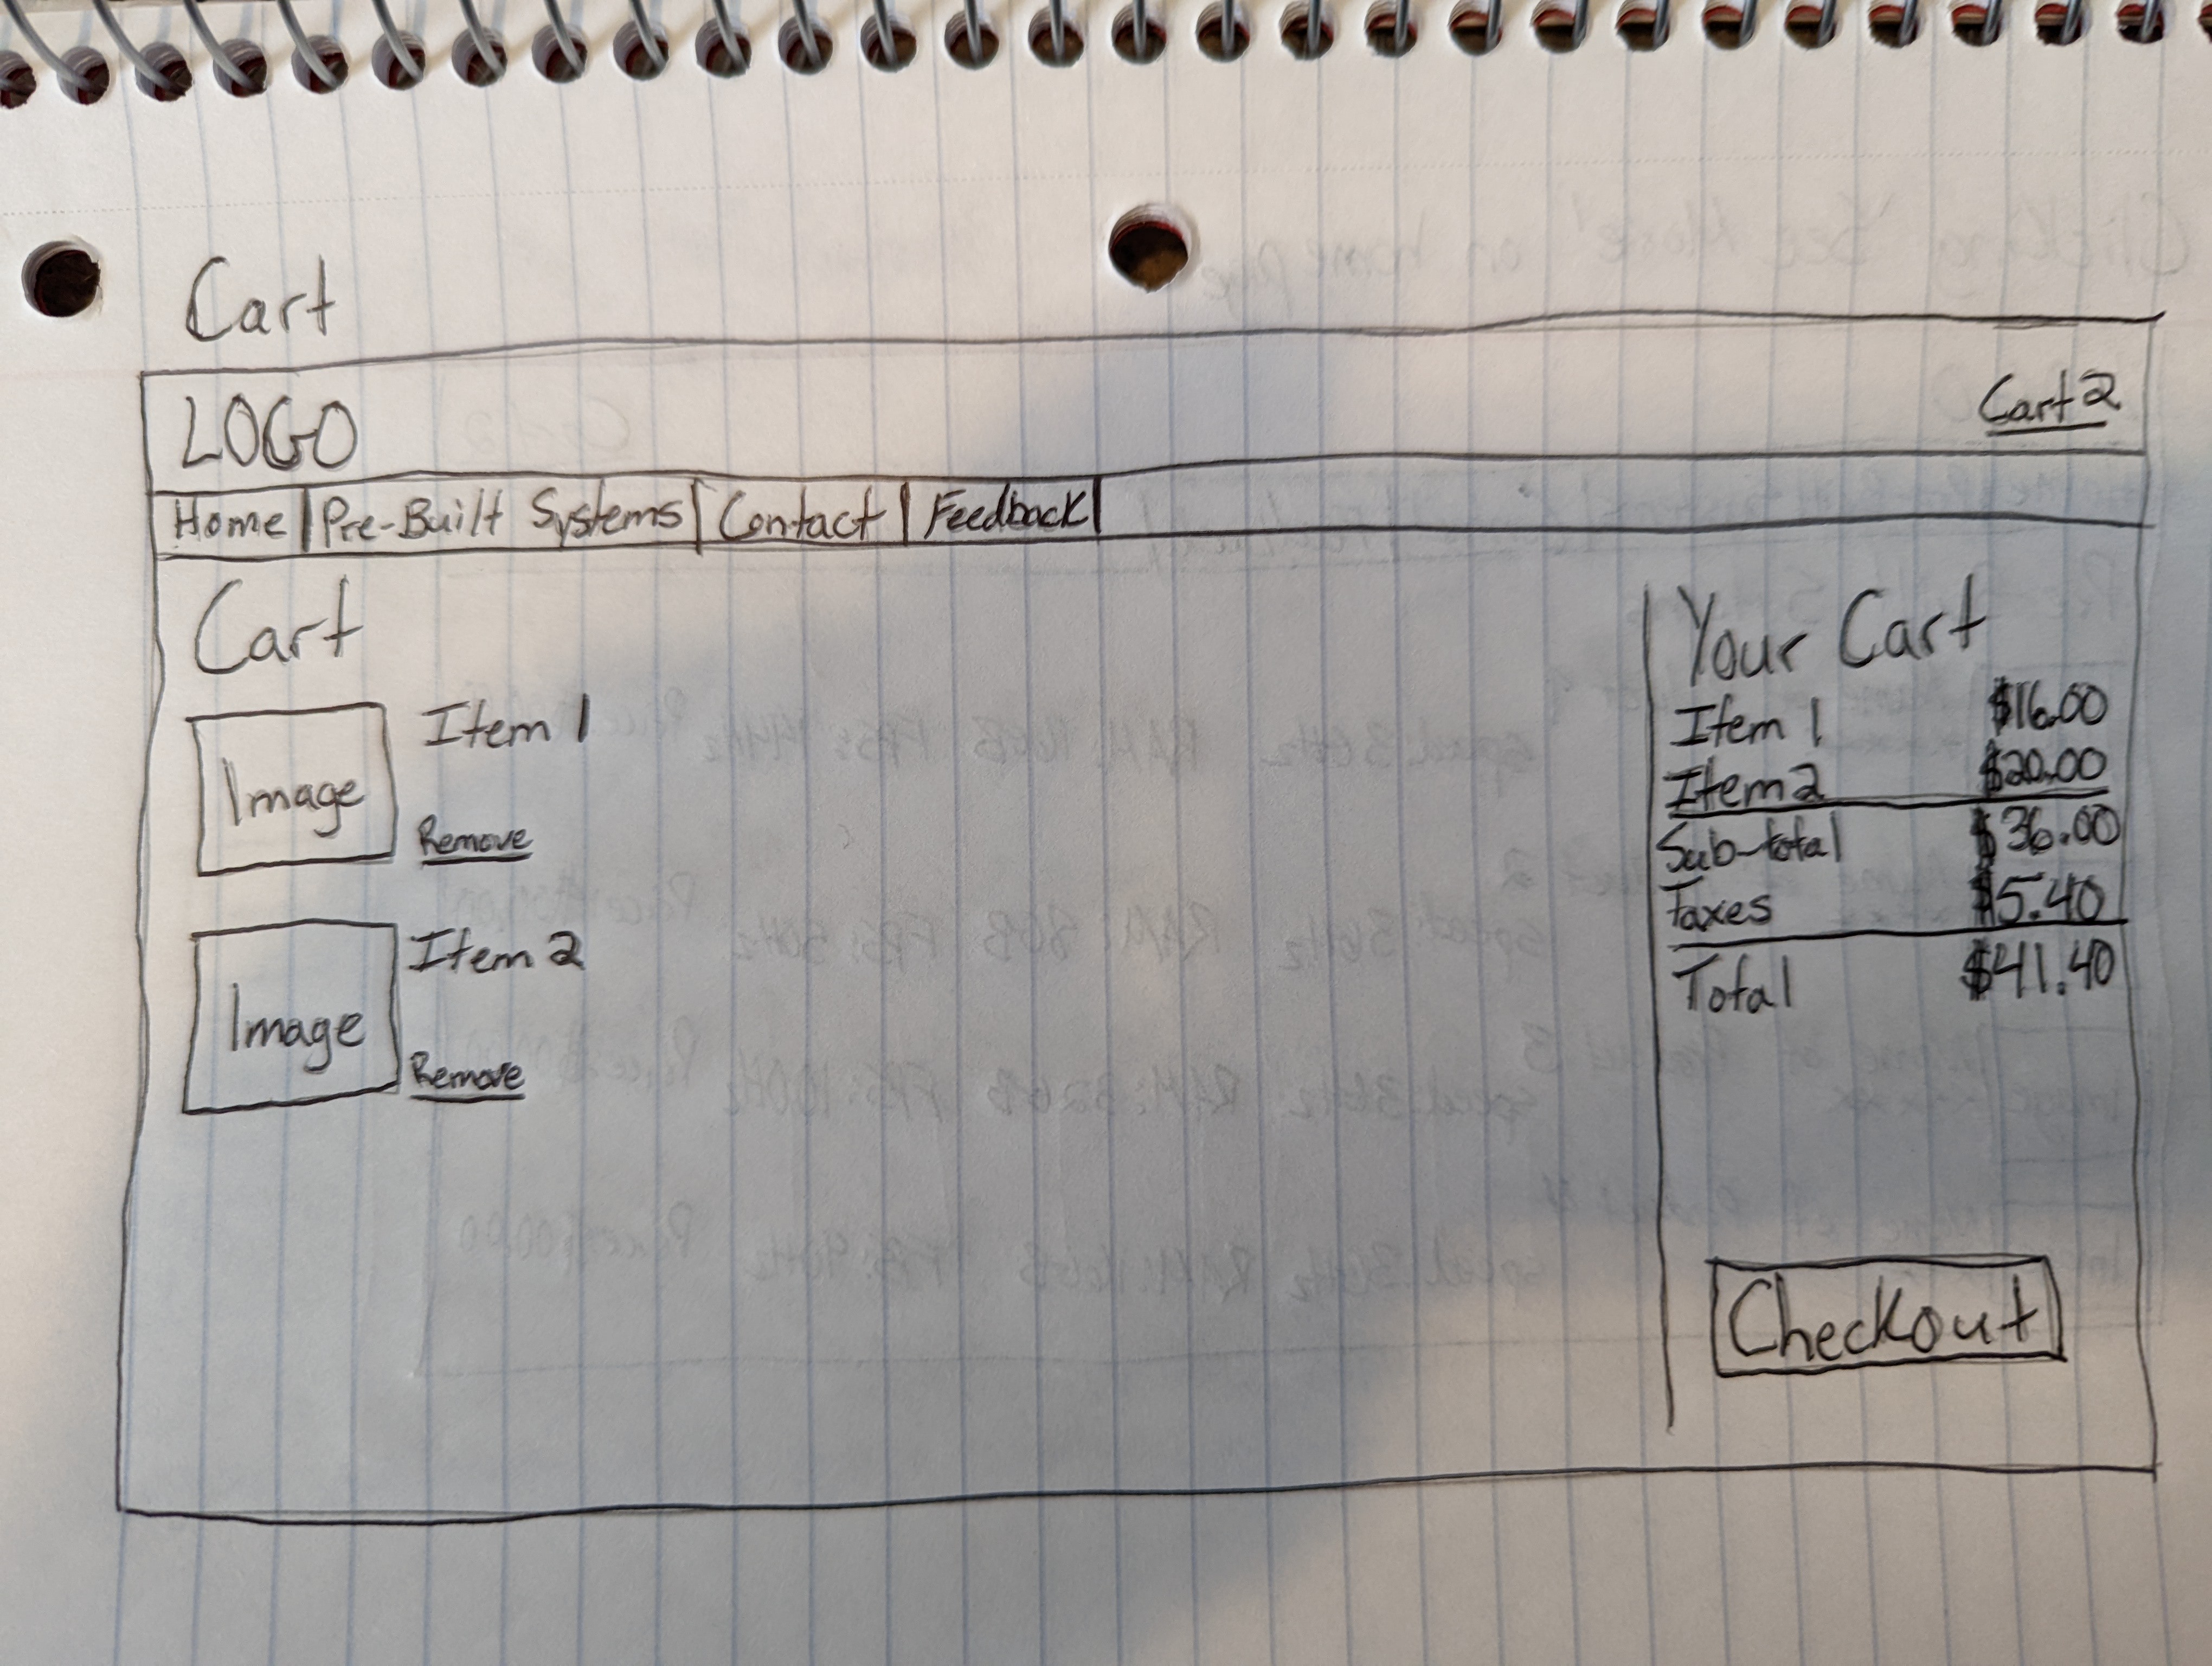 Cart
LOGO
Cart 2
Home | Pre-Built Systems | Contact | Feedback |
Cart
Image
Item 1
Remove
Image
Item 2
Remove
Your Cart
Item 1 $16.00
Item 2 $20.00
Sub-total $36.00
Taxes $5.40
Total $41.40
Checkout